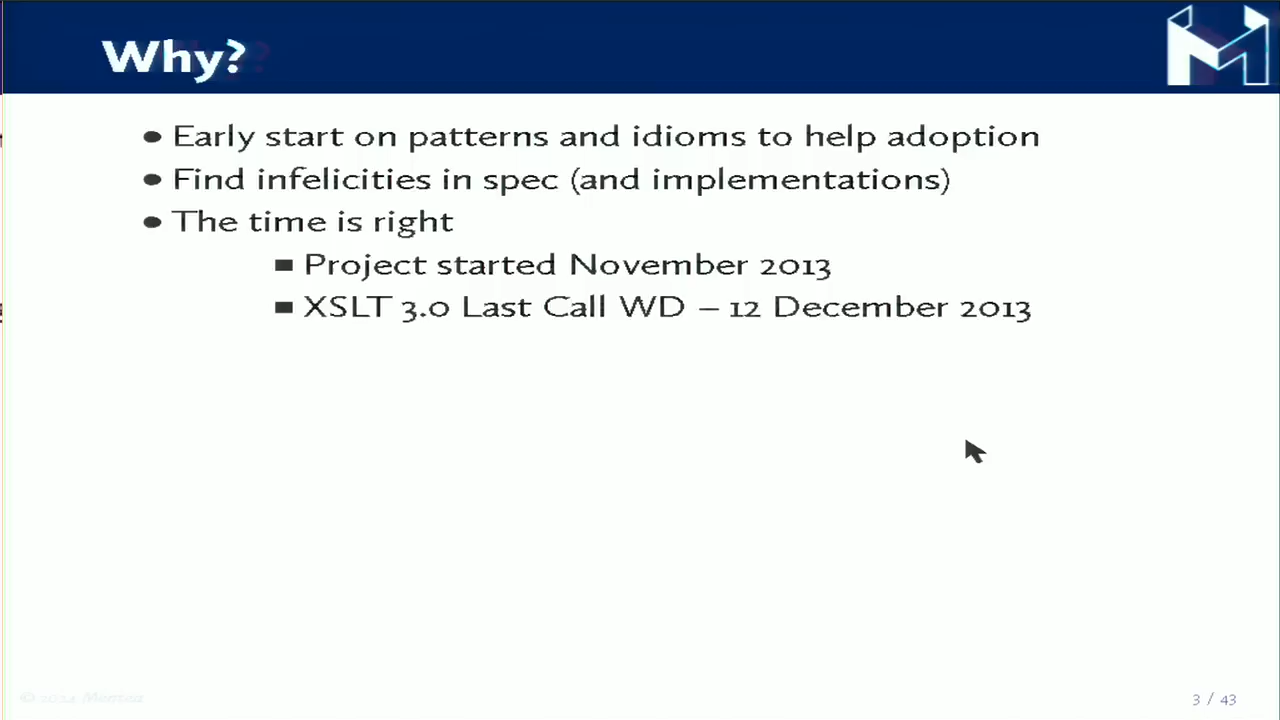 Why?
• Early start on patterns and idioms to help adoption
• Find infelicities in spec (and implementations)
• The time is right
■ Project started November 2013
■ XSLT 3.0 Last Call WD – 12 December 2013
3 / 43